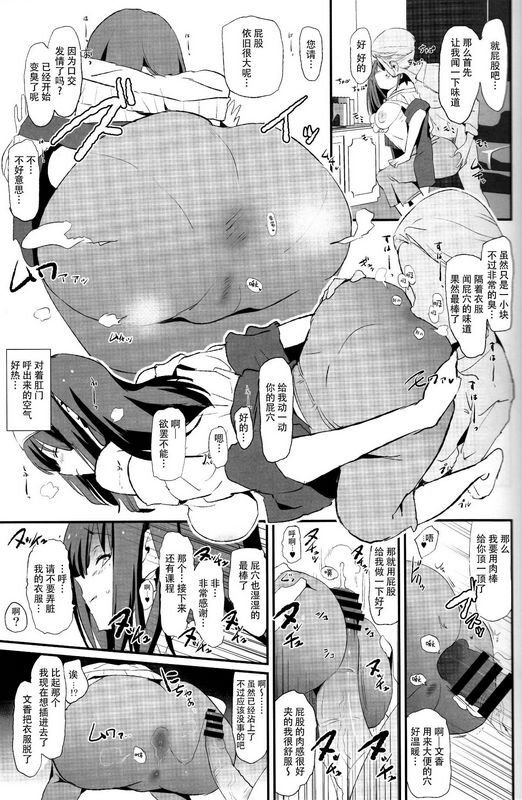 就屁股吧…
那么首先
让我闻一下味道
好的
您请…
屁股
依旧很大呢…
因为口交
发情了吗?
已经开始
变臭了呢
不…
不好意思
虽然只是一小块
不过非常的臭…
隔着衣服
闻屁穴的味道
果然最棒了
给我动一动
你的屁穴
嗯…
好的…
啊—
欲罢不能…
对着肛门
呼出来的空气
好热…
那么
我要用肉棒
给你顶一顶了
唔
啊—文香
用来大便的穴
好温暖…
那就用屁股
给我做一下好了
呼啊…
屁股的肉感很好
夹的我很舒服~
屁穴也湿湿的
最棒了
非常感谢
那个…接下来
还有课程
…呼…
请不要弄脏
我的衣服…
啊?
啊~……
虽然已经沾上了
不过应该没事的吧
诶…!?
比起那个
我现在想插进去了
文香把衣服脱了